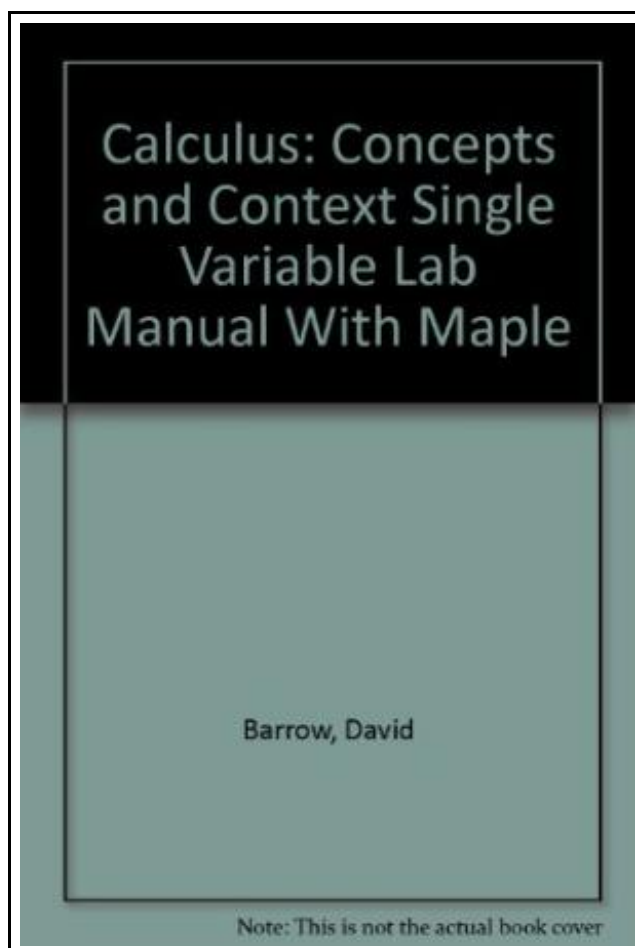 Calculus: Concepts
and Context Single
Variable Lab
Manual With Maple
Barrow, David
Note: This is not the actual book cover